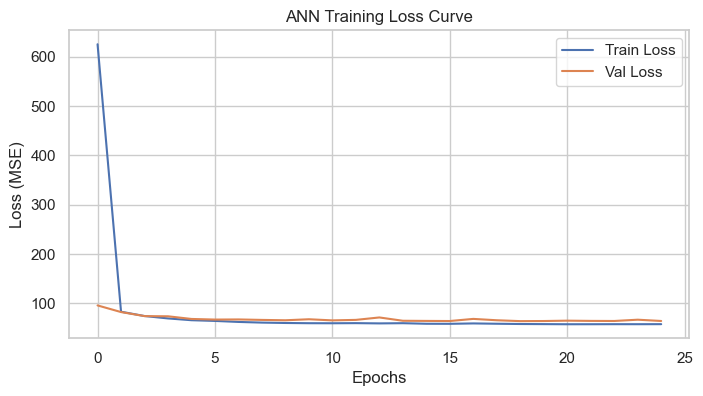 ANN Training Loss Curve
Train Loss
Val Loss
600
500
400
300
200
100
Loss (MSE)
0 5 10 15 20 25
Epochs